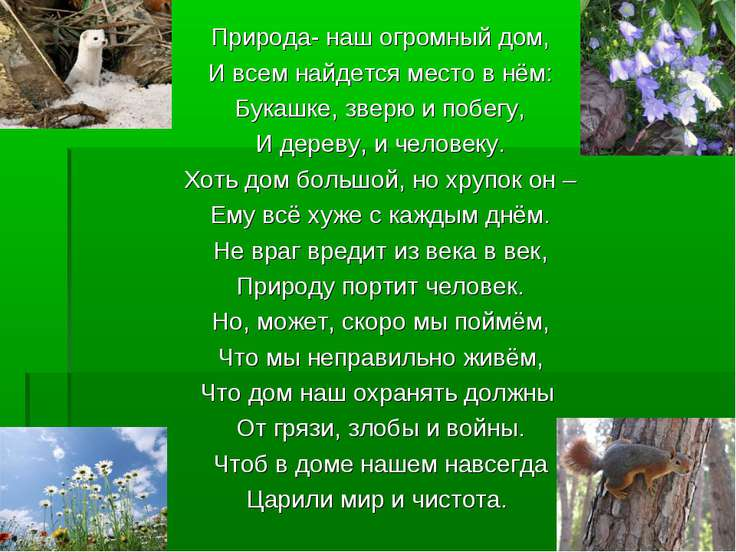 Природа- наш огромный дом,
И всем найдется место в нём:
Букашке, зверю и побегу,
И дереву, и человеку.
Хоть дом большой, но хрупок он –
Ему всё хуже с каждым днём.
Не враг вредит из века в век,
Природу портит человек.
Но, может, скоро мы поймём,
Что мы неправильно живём,
Что дом наш охранять должны
От грязи, злобы и войны.
Чтоб в доме нашем навсегда
Царили мир и чистота.